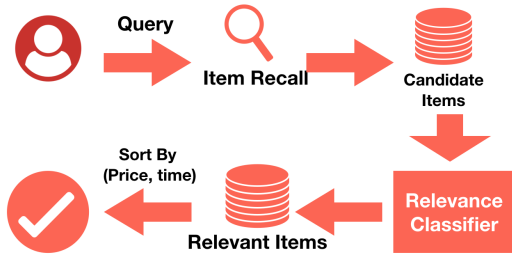 Query
Item Recall
Candidate
Items
Relevance
Classifier
Relevant Items
Sort By
(Price, time)